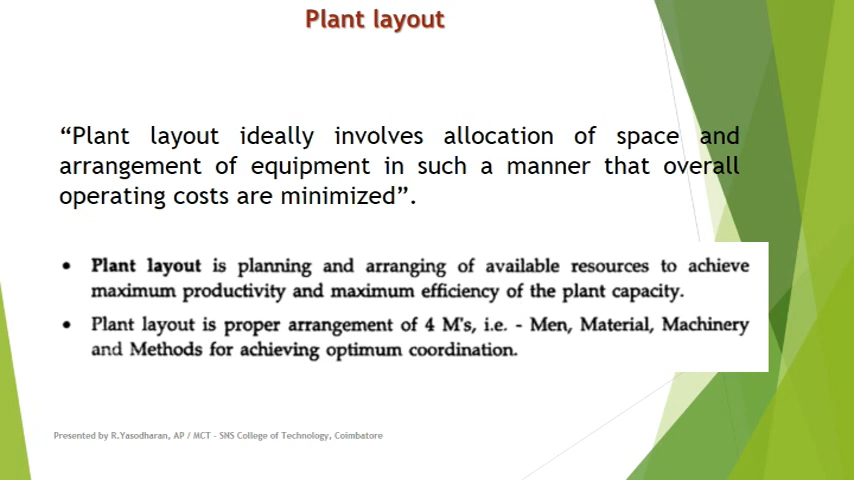 Plant layout
“Plant layout ideally involves allocation of space and
arrangement of equipment in such a manner that overall
operating costs are minimized”.
• Plant layout is planning and arranging of available resources to achieve
maximum productivity and maximum efficiency of the plant capacity.
• Plant layout is proper arrangement of 4 M's, i.e. - Men, Material, Machinery
and Methods for achieving optimum coordination.
Presented by R.Yasodharan, AP / MCT - SNS College of Technology, Coimbatore